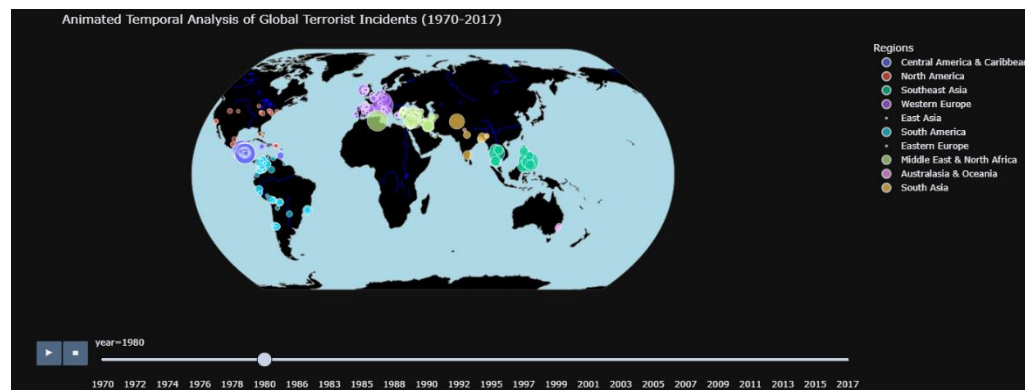 Animated Temporal Analysis of Global Terrorist Incidents (1970-2017)
Regions
Central America & Caribbean
North America
Southeast Asia
Western Europe
East Asia
South America
Eastern Europe
Middle East & North Africa
Australasia & Oceania
South Asia
year=1980
1970 1972 1974 1976 1978 1980 1986 1983 1985 1988 1990 1992 1995 1997 1999 2001 2003 2005 2007 2009 2011 2013 2015 2017